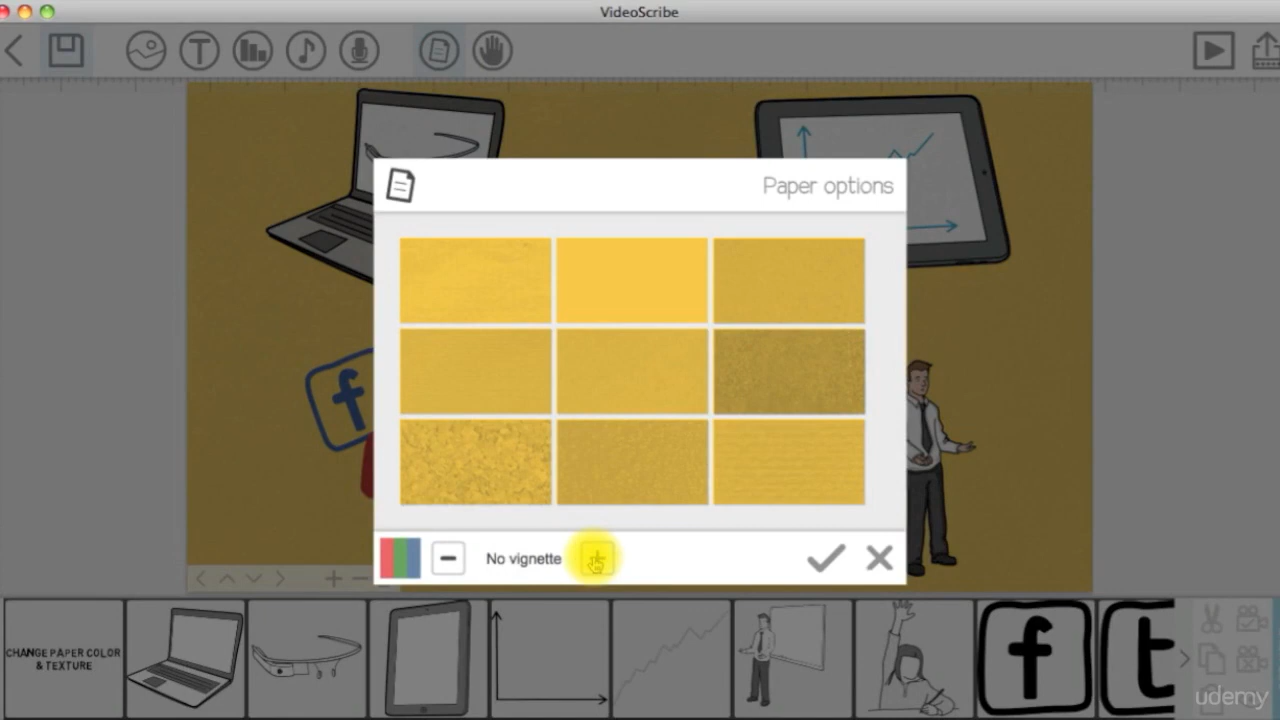 VideoScribe
T
Paper options
f
No vignette
CHANGE PAPER COLOR
& TEXTURE
f
t
udemy